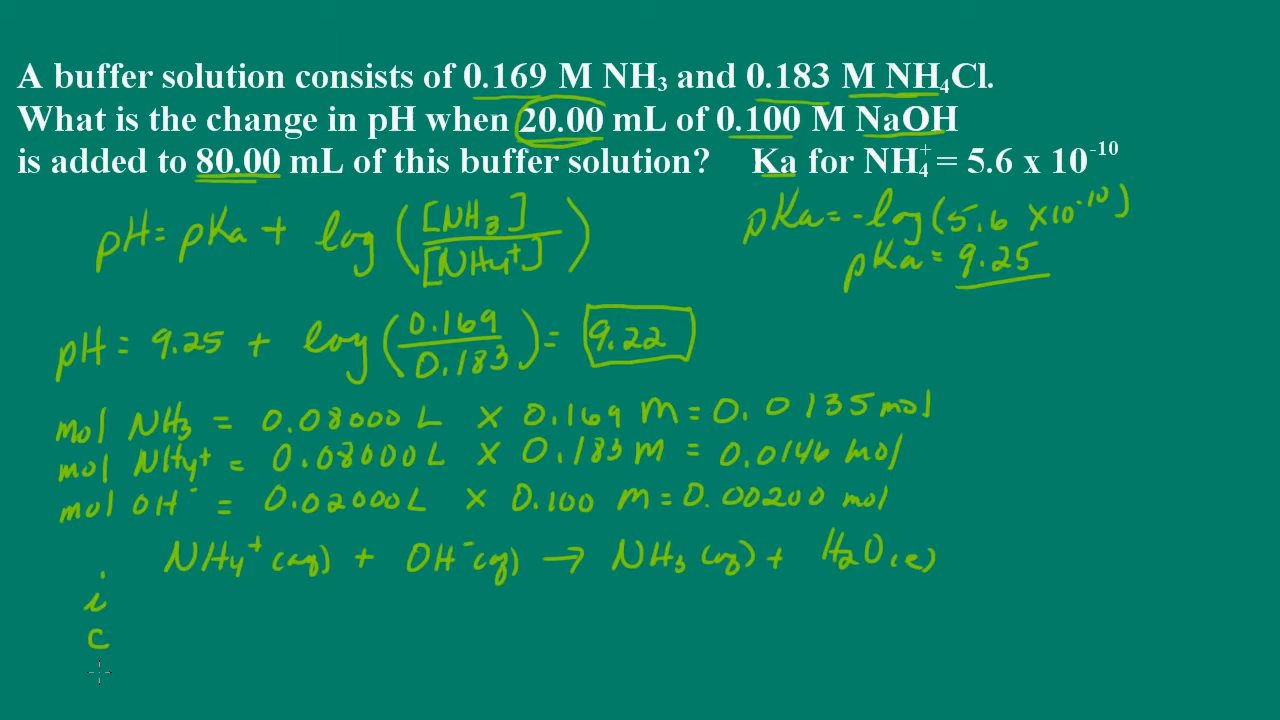 A buffer solution consists of 0.169 M NH₃ and 0.183 M NH₄Cl.
What is the change in pH when 20.00 mL of 0.100 M NaOH
is added to 80.00 mL of this buffer solution? Ka for NH₄⁺ = 5.6 x 10⁻¹⁰
pH = pKa + log ([NH₃]/[NH₄⁺])
pKa = -log(5.6 x10⁻¹⁰)
pKa = 9.25
pH = 9.25 + log (0.169/0.183) = 9.22
mol NH₃ = 0.08000 L x 0.169 M = 0.0135 mol
mol NH₄⁺ = 0.08000 L x 0.183 M = 0.0146 mol
mol OH⁻ = 0.02000 L x 0.100 M = 0.00200 mol
NH₄⁺(aq) + OH⁻(aq) → NH₃(aq) + H₂O(l)
i
c